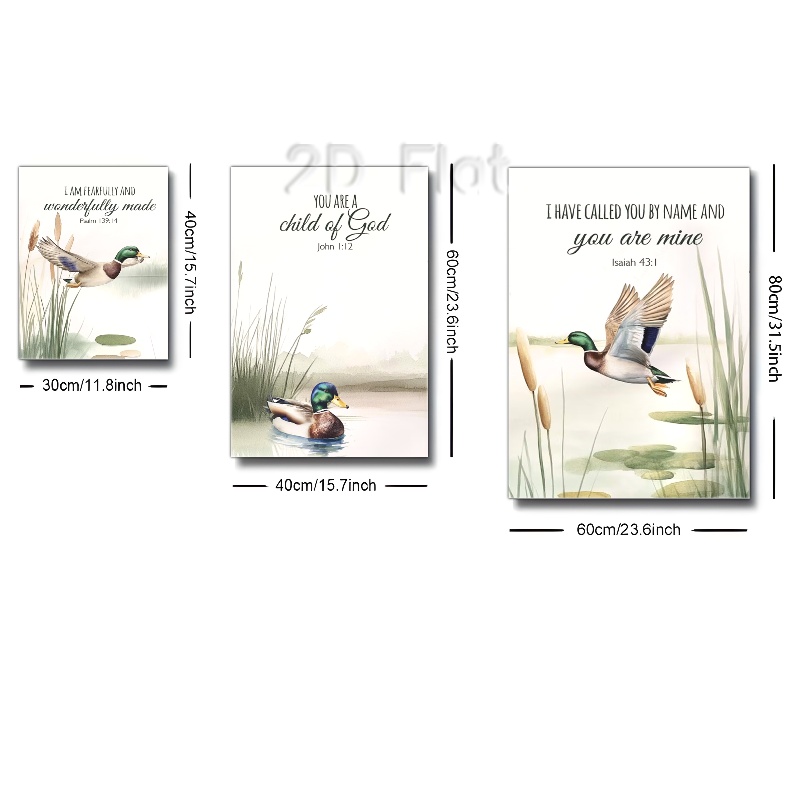 2D Flat
I AM FEARFULLY AND
wonderfully made
Psalm 139:14
40cm/15.7inch
30cm/11.8inch
YOU ARE A
child of God
John 1:12
60cm/23.6inch
40cm/15.7inch
I HAVE CALLED YOU BY NAME AND
you are mine
Isaiah 43:1
80cm/31.5inch
60cm/23.6inch